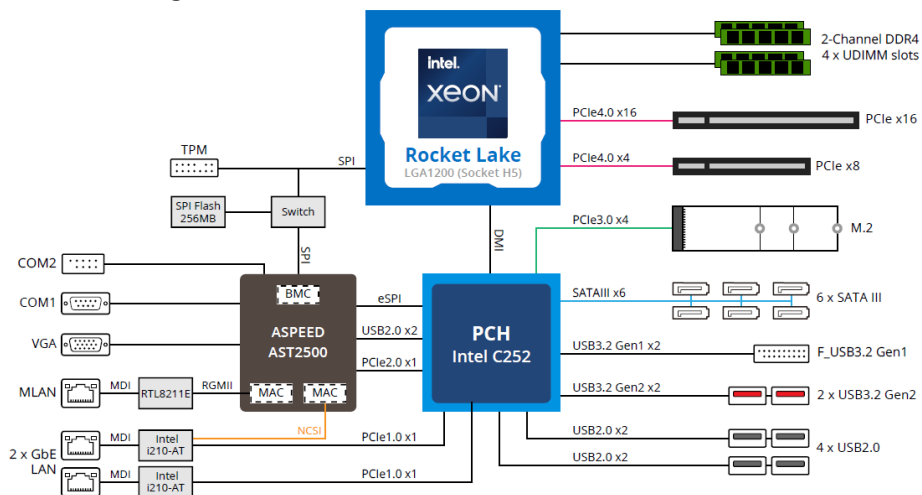 intel.
xeon
Rocket Lake
LGA1200 (Socket H5)
2-Channel DDR4
4 x UDIMM slots
PCIe4.0 x16
PCIe x16
PCIe4.0 x4
PCIe x8
TPM
SPI
SPI Flash
256MB
Switch
SPI
DMI
PCIe3.0 x4
M.2
COM2
COM1
VGA
BMC
ASPEED
AST2500
MAC
MAC
eSPI
USB2.0 x2
PCIe2.0 x1
PCH
Intel C252
SATAIII x6
6 x SATA III
USB3.2 Gen1 x2
F_USB3.2 Gen1
USB3.2 Gen2 x2
2 x USB3.2 Gen2
USB2.0 x2
USB2.0 x2
4 x USB2.0
MLAN
MDI
RTL8211E
RGMII
NCSI
2 x GbE
LAN
MDI
Intel
i210-AT
PCIe1.0 x1
MDI
Intel
i210-AT
PCIe1.0 x1